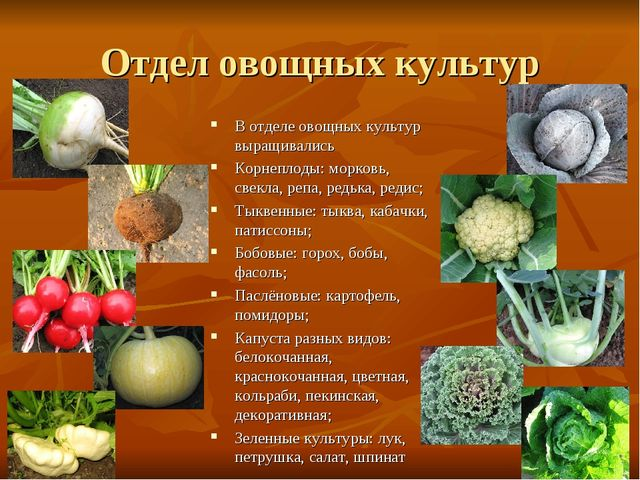 Отдел овощных культур
В отделе овощных культур
выращивались
Корнеплоды: морковь,
свекла, репа, редька, редис;
Тыквенные: тыква, кабачки,
патиссоны;
Бобовые: горох, бобы,
фасоль;
Паслёновые: картофель,
помидоры;
Капуста разных видов:
белокочанная,
краснокочанная, цветная,
кольраби, пекинская,
декоративная;
Зеленные культуры: лук,
петрушка, салат, шпинат